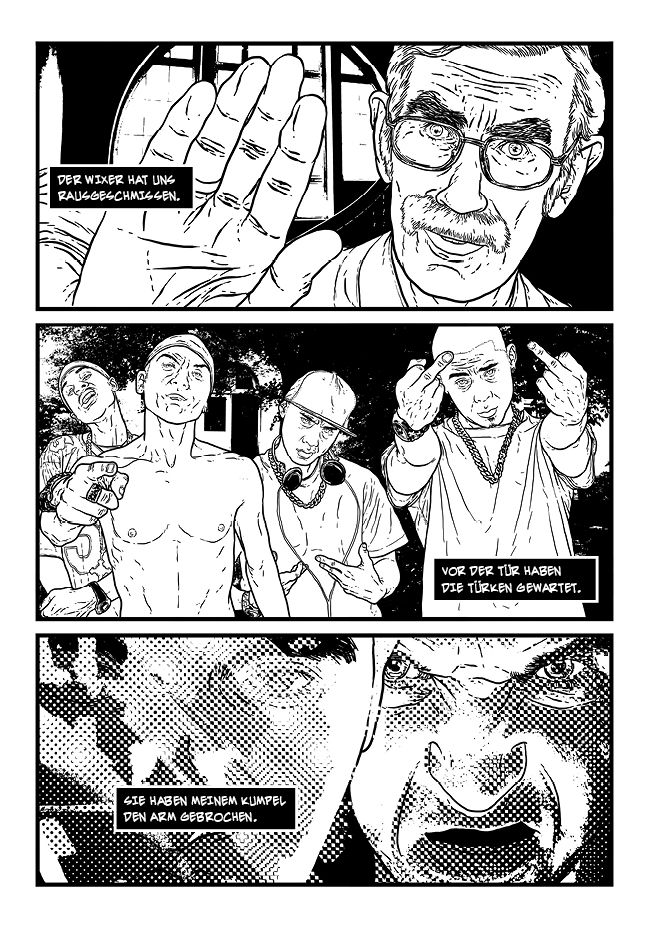 DER WIXER HAT UNS
RAUSGESCHMISSEN.
VOR DER TÜR HABEN
DIE TÜRKEN GEWARTET.
SIE HABEN MEINEM KUMPEL
DEN ARM GEBROCHEN.